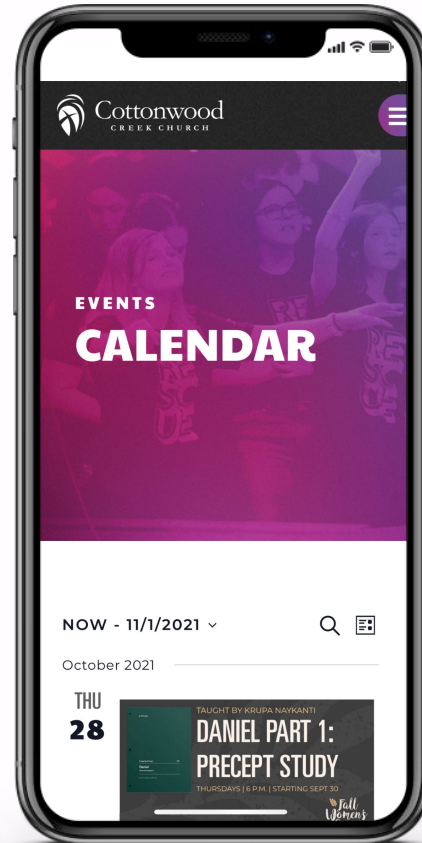 Cottonwood
CREEK CHURCH
EVENTS
CALENDAR
NOW - 11/1/2021
October 2021
THU
28
TAUGHT BY KRUPA NAYKANTI
DANIEL PART 1:
PRECEPT STUDY
THURSDAYS | 6 P.M. | STARTING SEPT 30
Fall
Women's